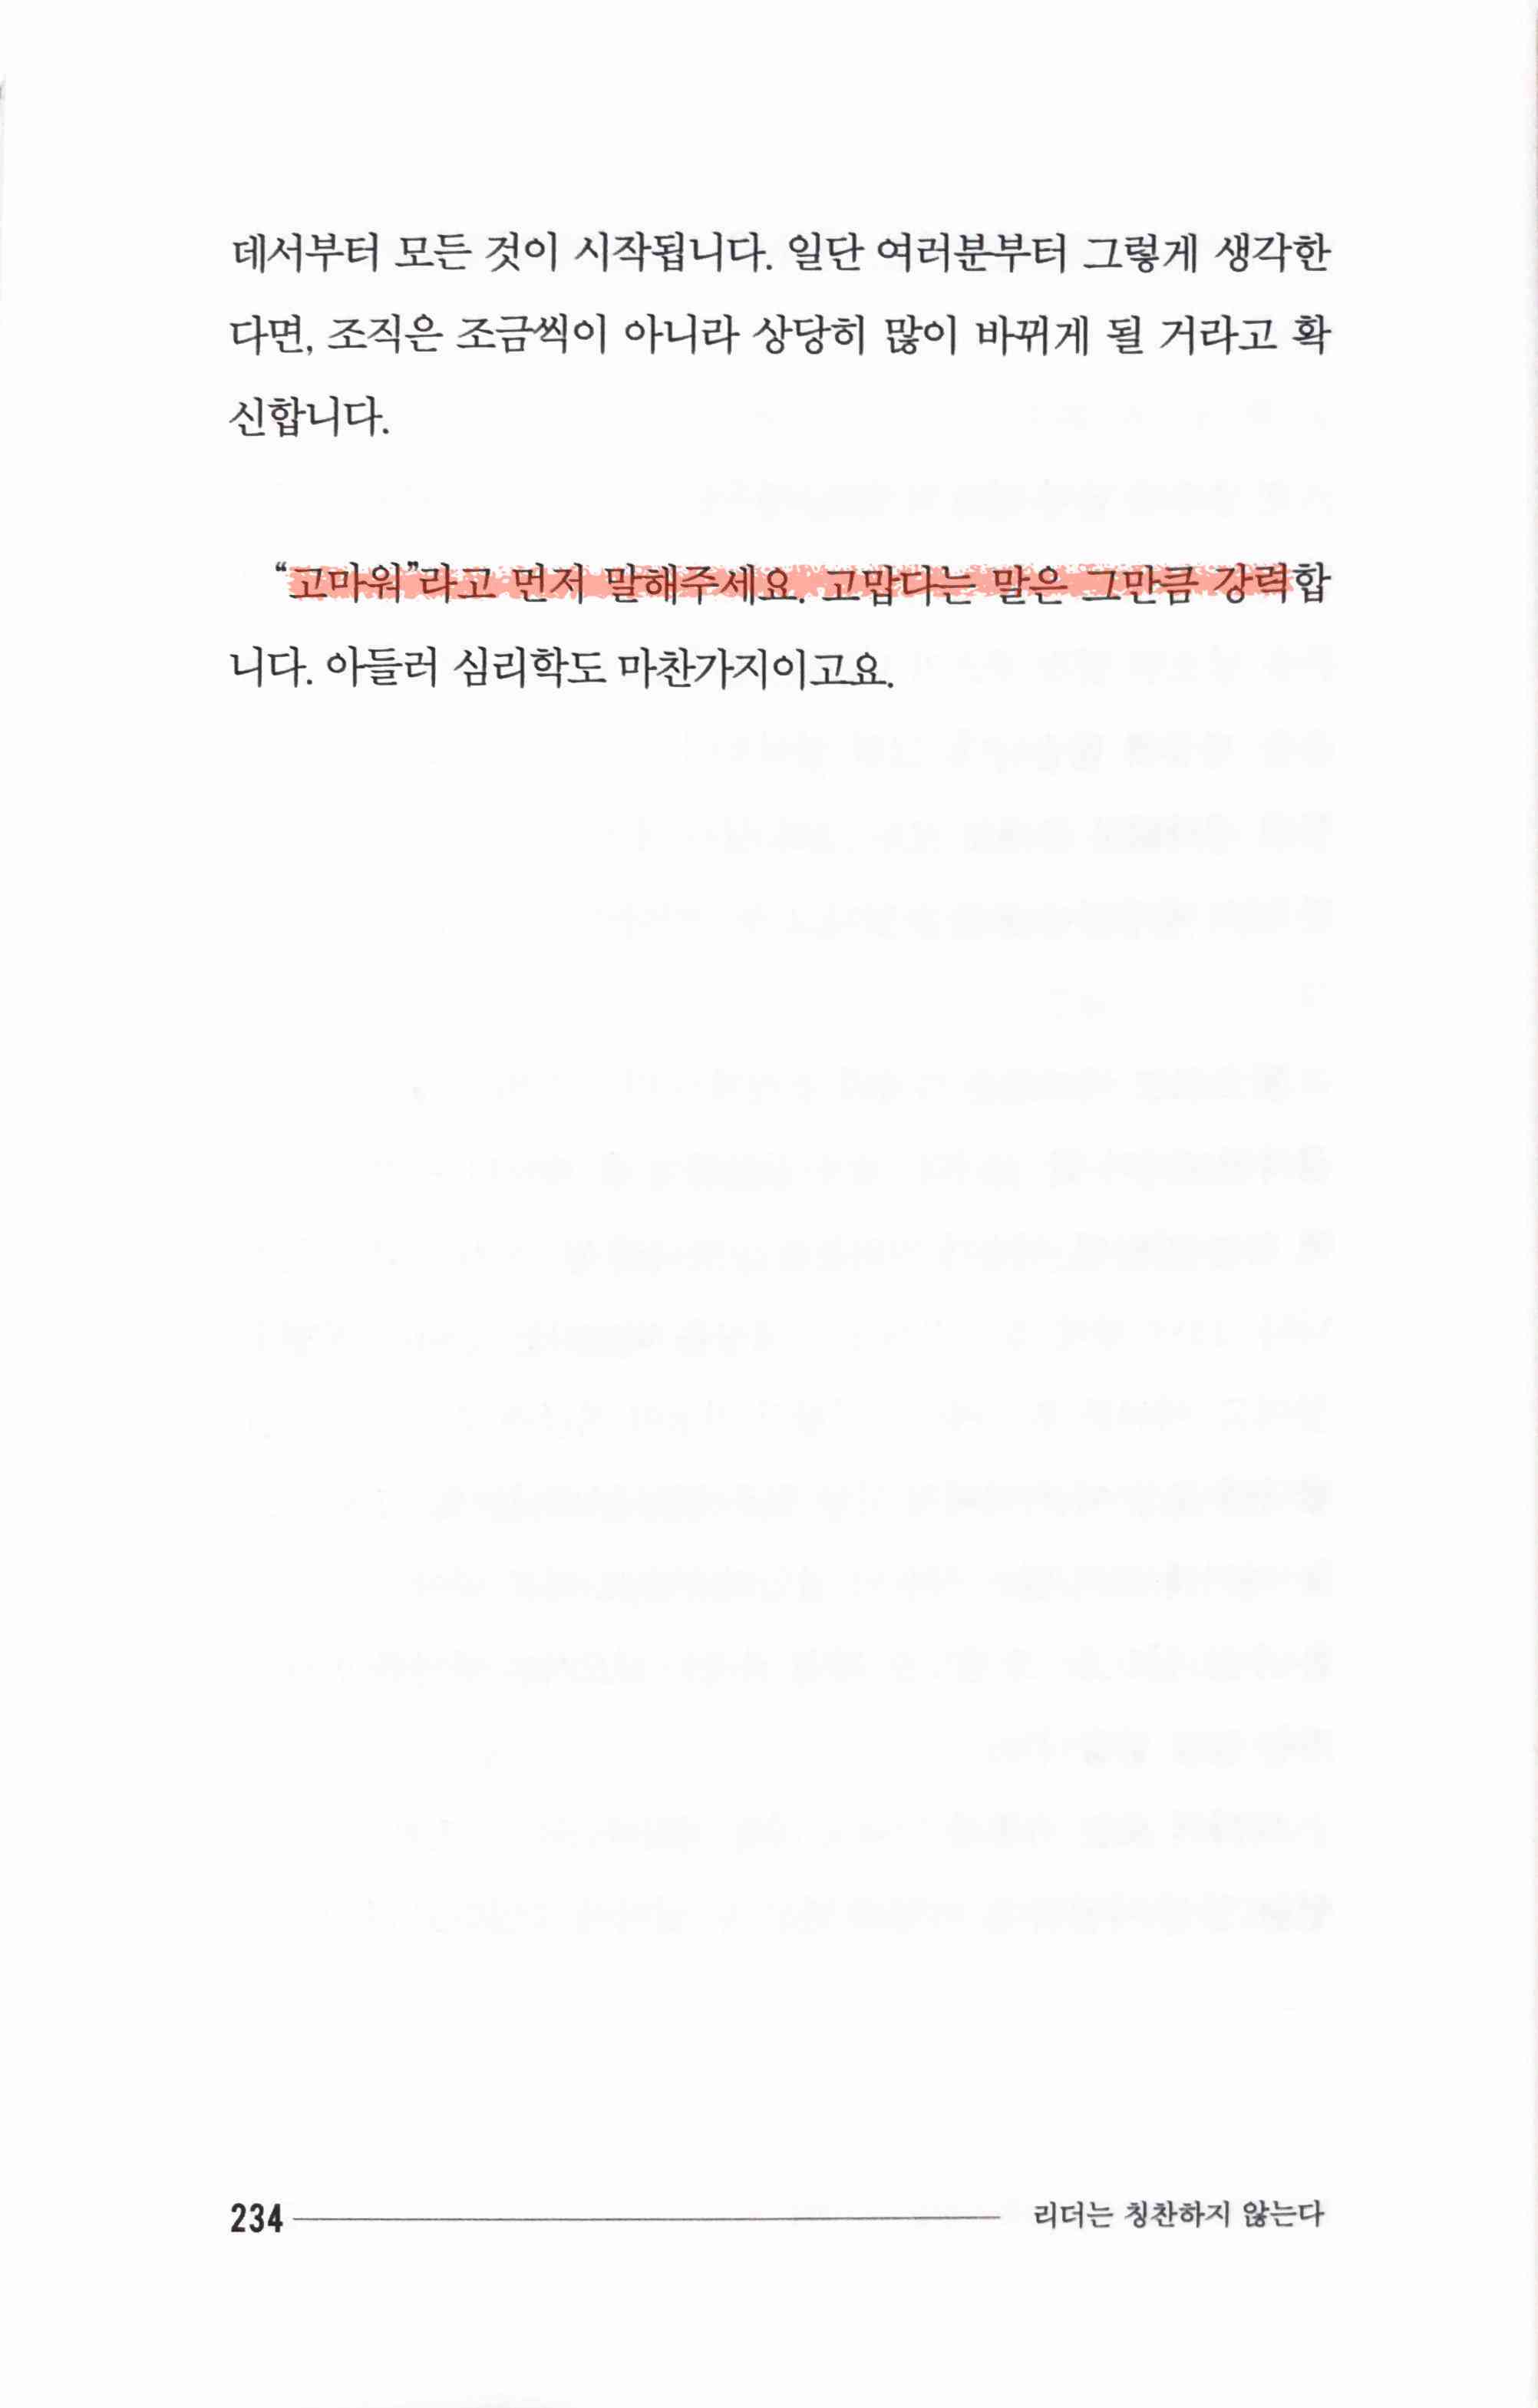 데서부터 모든 것이 시작됩니다. 일단 여러분부터 그렇게 생각한
다면, 조직은 조금씩이 아니라 상당히 많이 바뀌게 될 거라고 확
신합니다.
“고마워”라고 먼저 말해주세요. 고맙다는 말은 그만큼 강력합
니다. 아들러 심리학도 마찬가지이고요.
234 리더는 칭찬하지 않는다